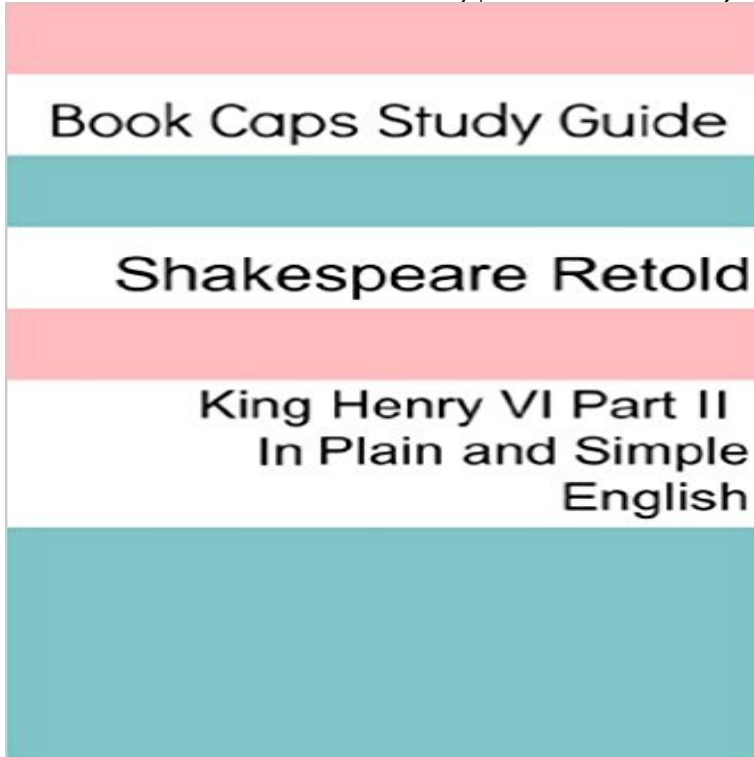 Book Caps Study Guide
Shakespeare Retold
King Henry VI Part II
In Plain and Simple
English